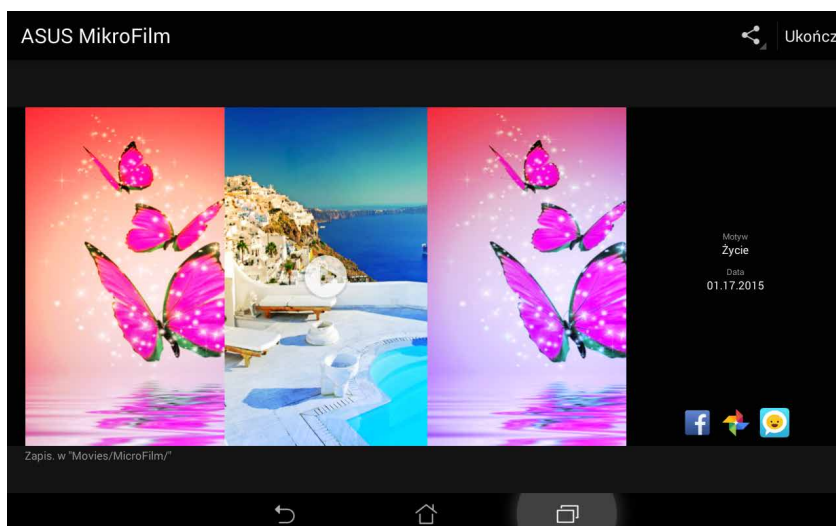 ASUS MikroFilm
Ukończ
Motyw
Życie
Data
01.17.2015
Zapis. w "Movies/MicroFilm/"